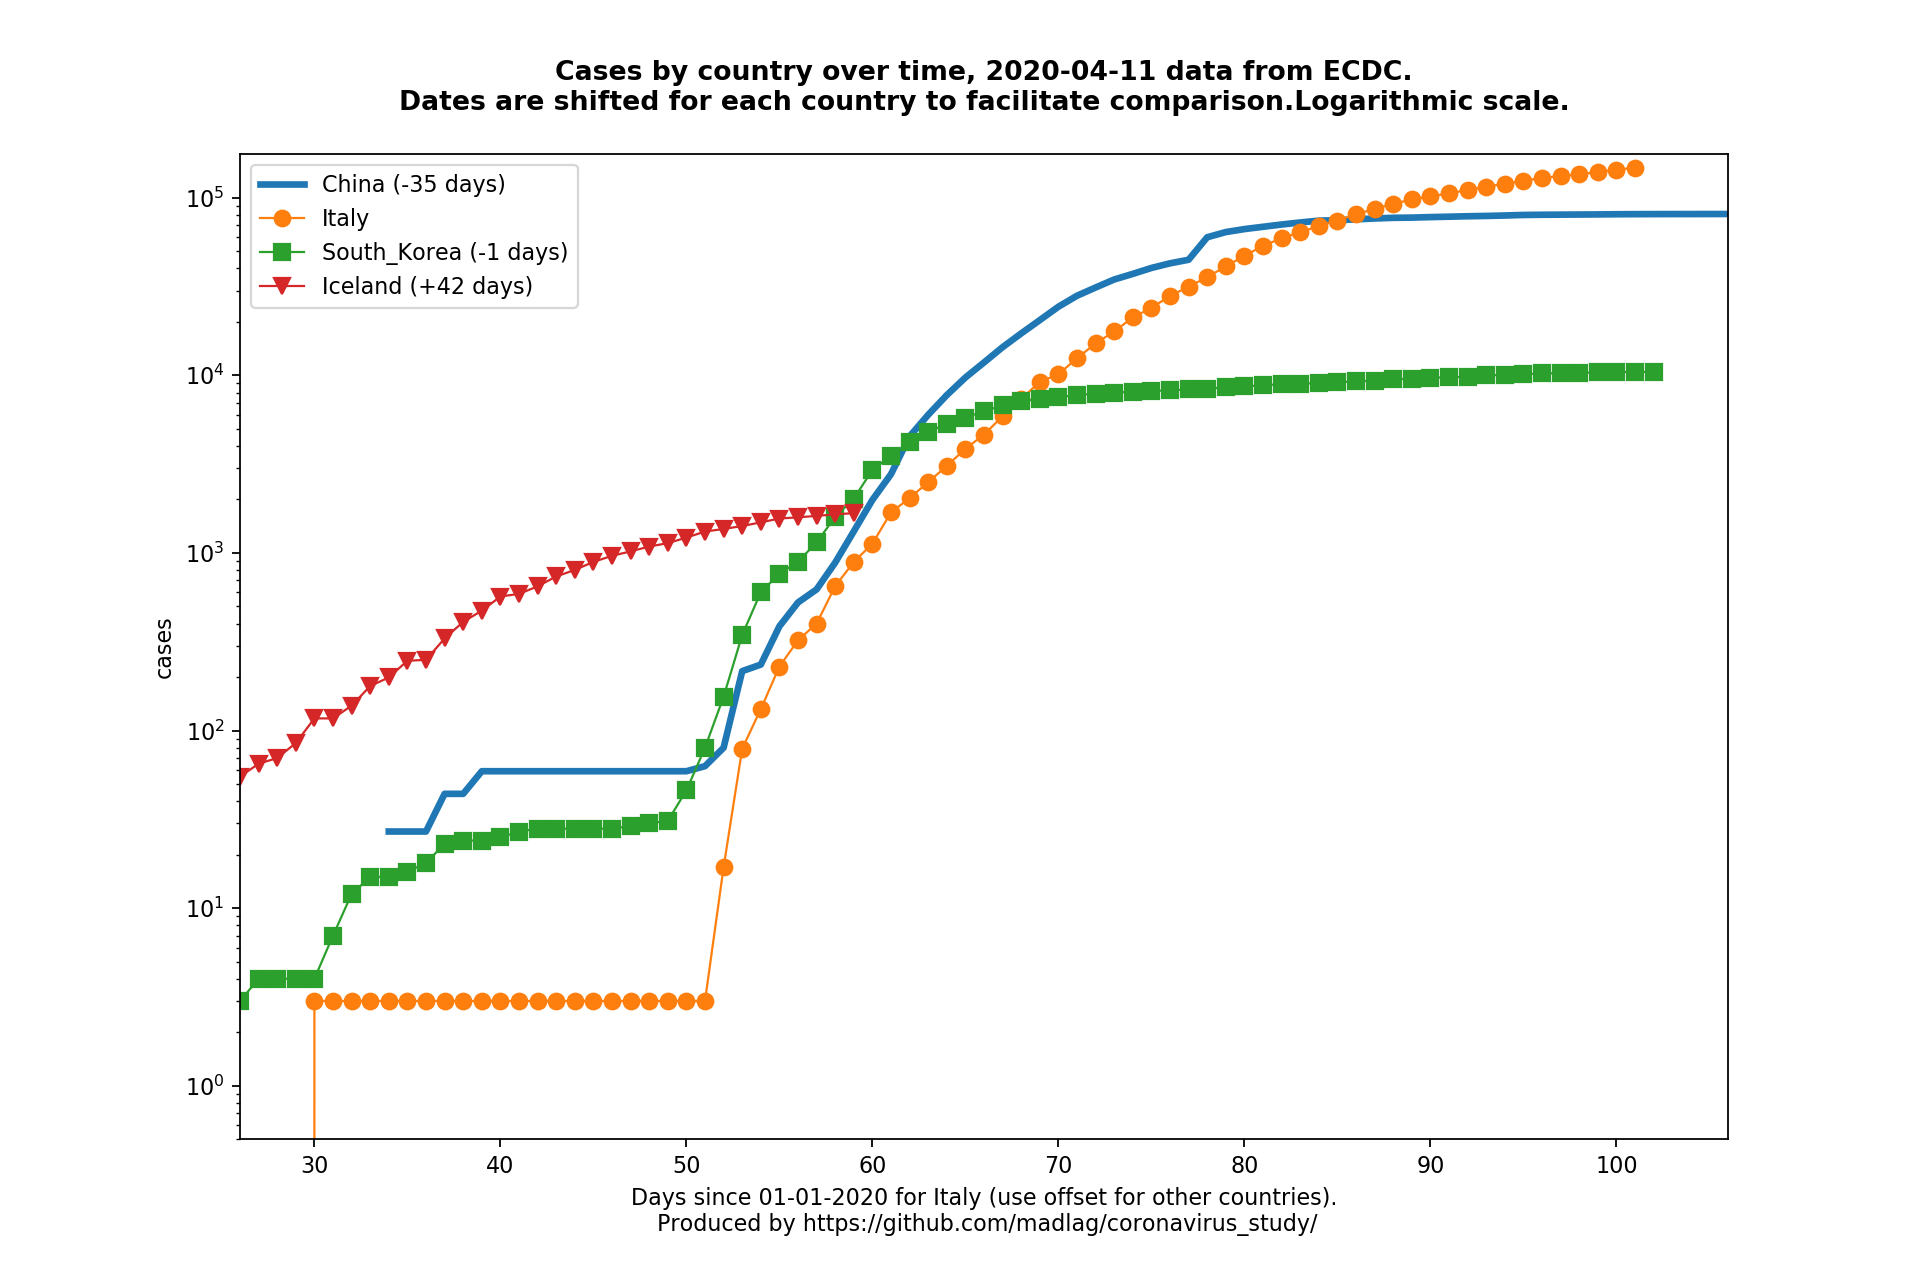 Cases by country over time, 2020-04-11 data from ECDC.
Dates are shifted for each country to facilitate comparison.Logarithmic scale.
China (-35 days)
Italy
South_Korea (-1 days)
Iceland (+42 days)
cases
10⁵
10⁴
10³
10²
10¹
10⁰
30 40 50 60 70 80 90 100
Days since 01-01-2020 for Italy (use offset for other countries).
Produced by https://github.com/madlag/coronavirus_study/